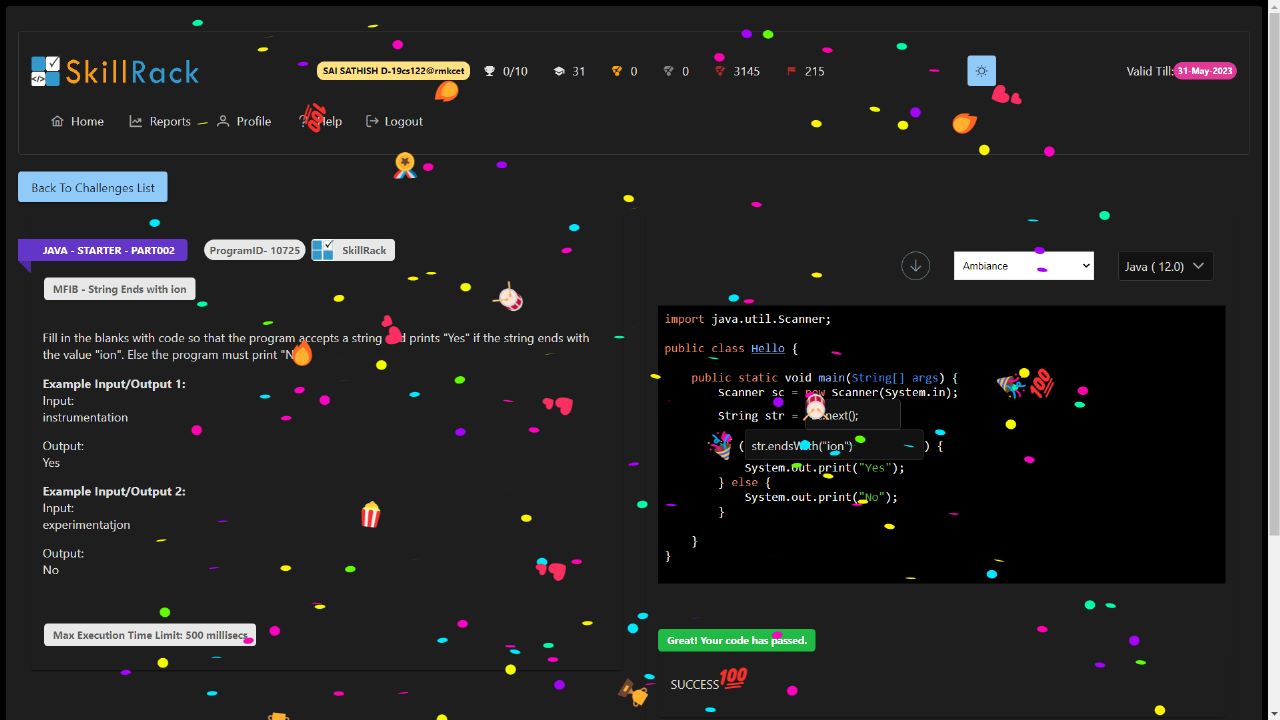 SkillRack
SAI SATHISH D-19cs122@rmkcet
0/10
31
0
0
3145
215
Valid Till:31-May-2023
Home
Reports
Profile
Help
Logout
Back To Challenges List
JAVA - STARTER - PART002
ProgramID- 10725
SkillRack
Ambiance
Java ( 12.0)
MFIB - String Ends with ion
Fill in the blanks with code so that the program accepts a string and prints "Yes" if the string ends with
the value "ion". Else the program must print "N
Example Input/Output 1:
Input:
instrumentation
Output:
Yes
Example Input/Output 2:
Input:
experimentatjon
Output:
No
Max Execution Time Limit: 500 millisecs
import java.util.Scanner;
public class Hello {
public static void main(String[] args) {
Scanner sc = new Scanner(System.in);
String str = next();
( str.endsWith("ion") ) {
System.out.print("Yes");
} else {
System.out.print("No");
}
}
}
Great! Your code has passed.
SUCCESS